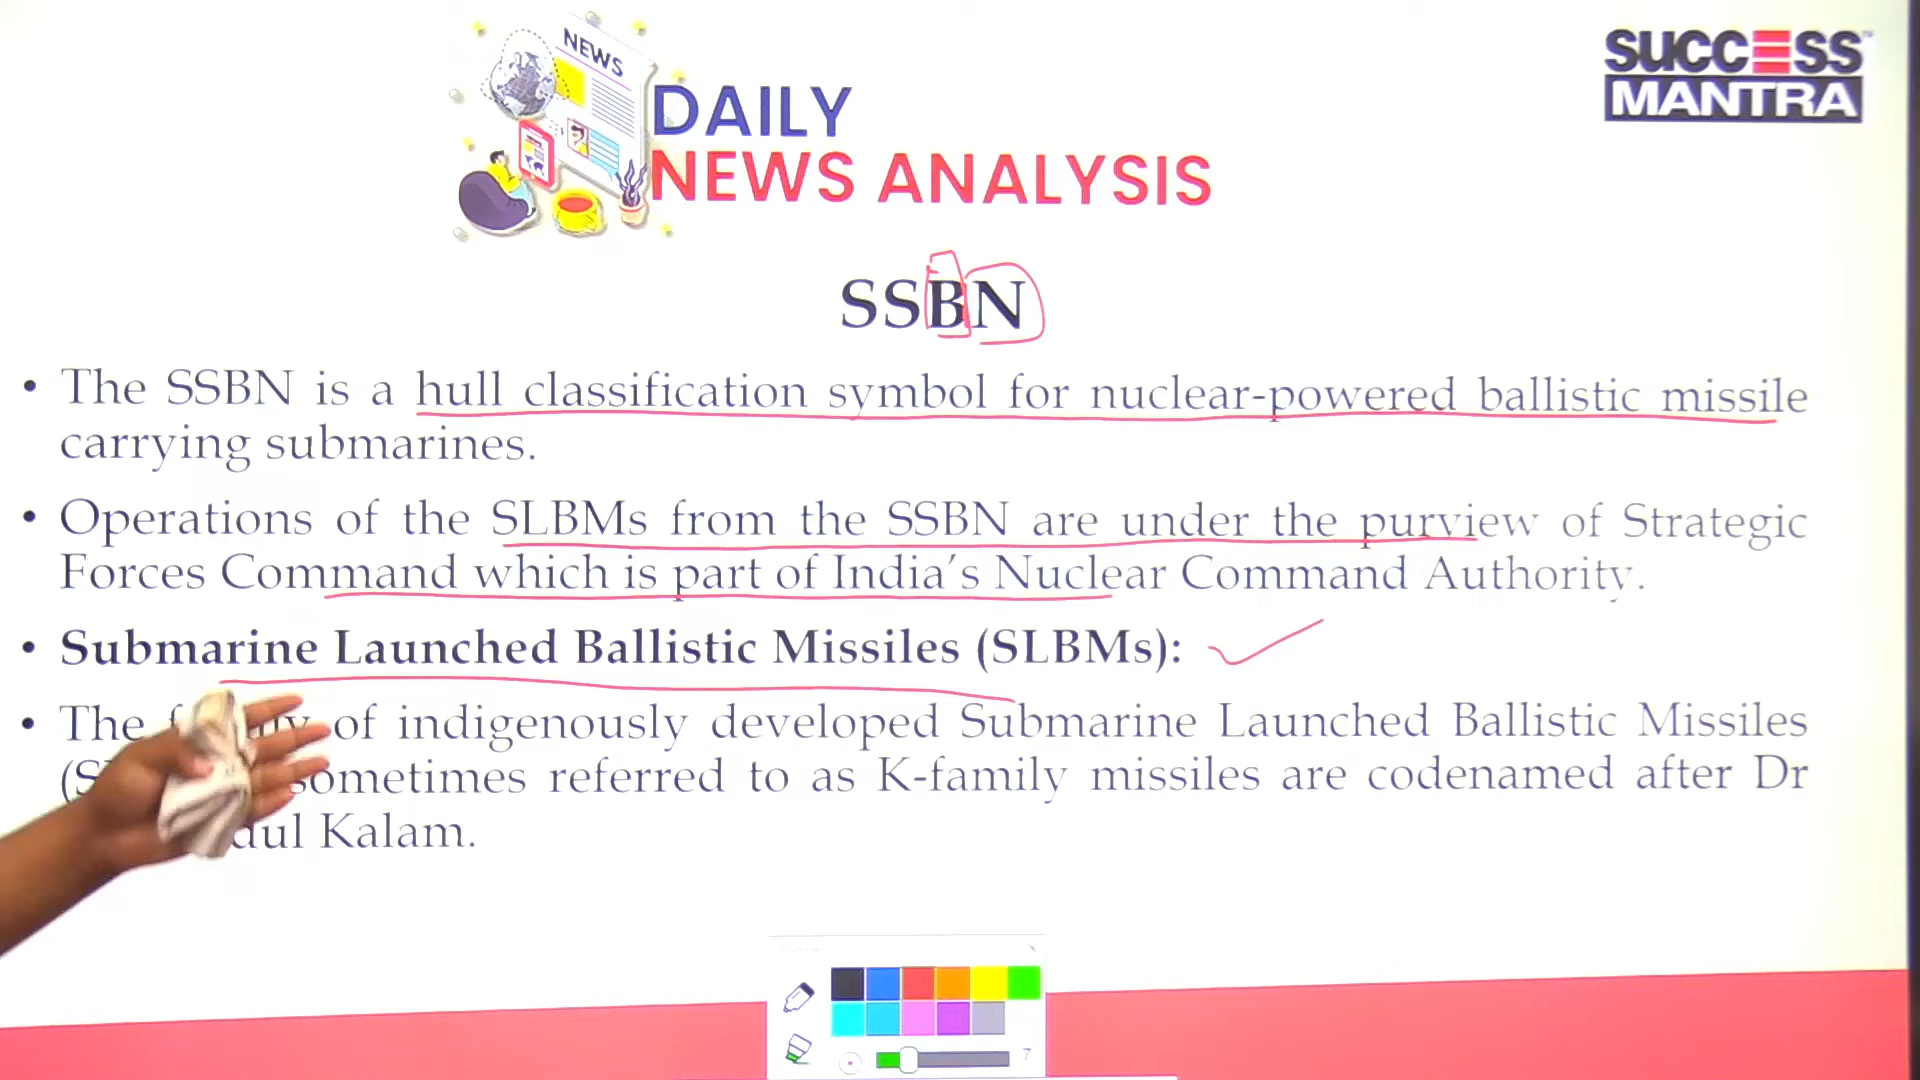 NEWS
DAILY
NEWS ANALYSIS
SUCCESS
MANTRA
SSBN
• The SSBN is a hull classification symbol for nuclear-powered ballistic missile
carrying submarines.
• Operations of the SLBMs from the SSBN are under the purview of Strategic
Forces Command which is part of India's Nuclear Command Authority.
• Submarine Launched Ballistic Missiles (SLBMs):
• The of indigenously developed Submarine Launched Ballistic Missiles
sometimes referred to as K-family missiles are codenamed after Dr
Kalam.
7